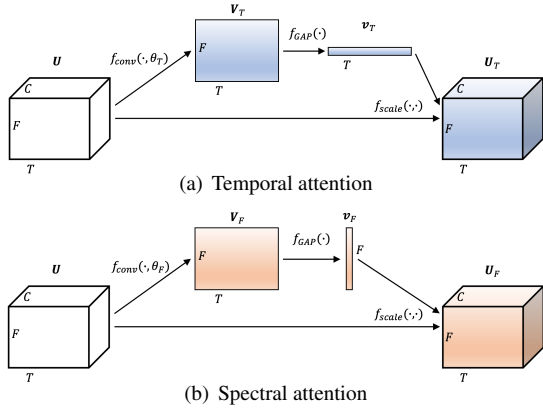 V_T
f_conv(·, θ_T)
F
f_GAP(·)
v_T
T
T
U
C
F
T
f_scale(·,·)
U_T
C
F
T
(a) Temporal attention
V_F
f_conv(·, θ_F)
F
f_GAP(·)
v_F
F
T
U
C
F
T
f_scale(·,·)
U_F
C
F
T
(b) Spectral attention